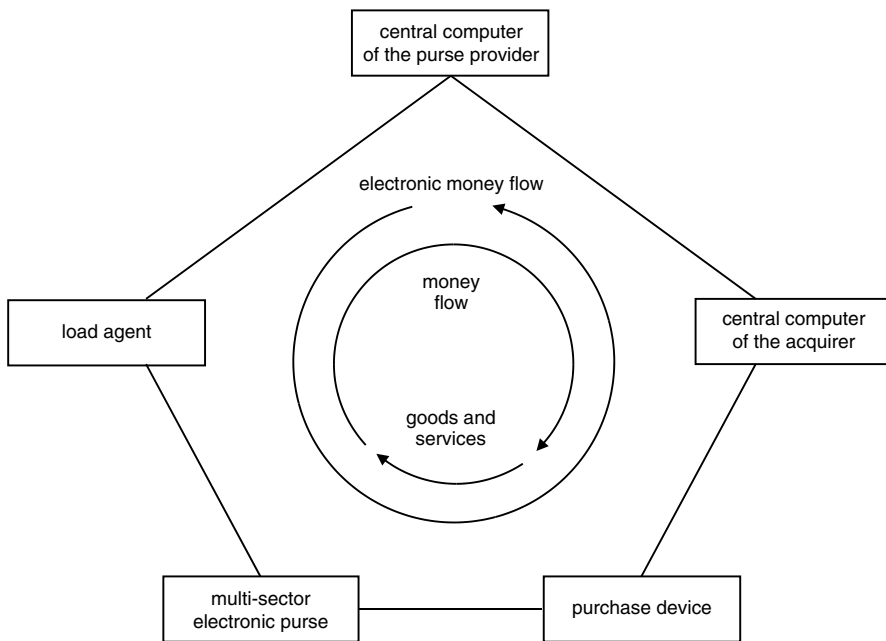 central computer
of the purse provider
electronic money flow
money
flow
load agent
central computer
of the acquirer
goods and
services
multi-sector
electronic purse
purchase device